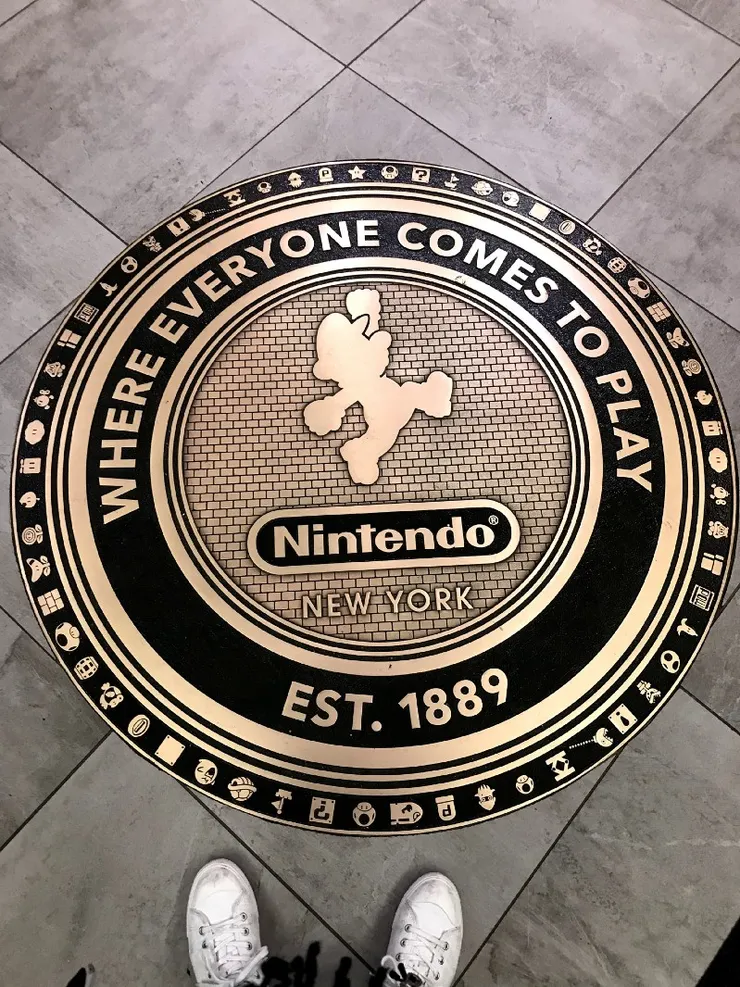 WHERE EVERYONE COMES TO PLAY
Nintendo®
NEW YORK
EST. 1889